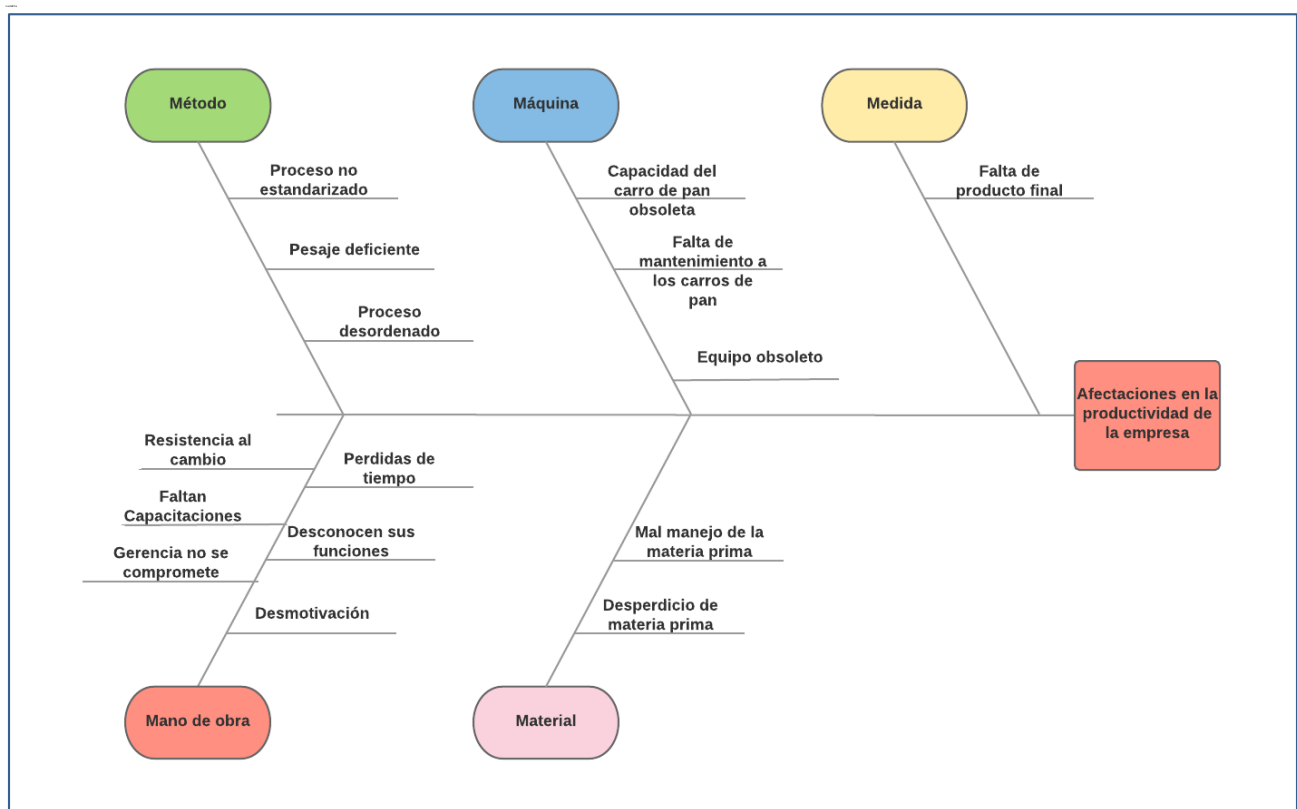 Método
Máquina
Medida
Proceso no
estandarizado
Pesaje deficiente
Proceso
desordenado
Capacidad del
carro de pan
obsoleta
Falta de
mantenimiento a
los carros de
pan
Equipo obsoleto
Falta de
producto final
Afectaciones en la
productividad de
la empresa
Resistencia al
cambio
Faltan
Capacitaciones
Gerencia no se
compromete
Perdidas de
tiempo
Desconocen sus
funciones
Desmotivación
Mal manejo de la
materia prima
Desperdicio de
materia prima
Mano de obra
Material